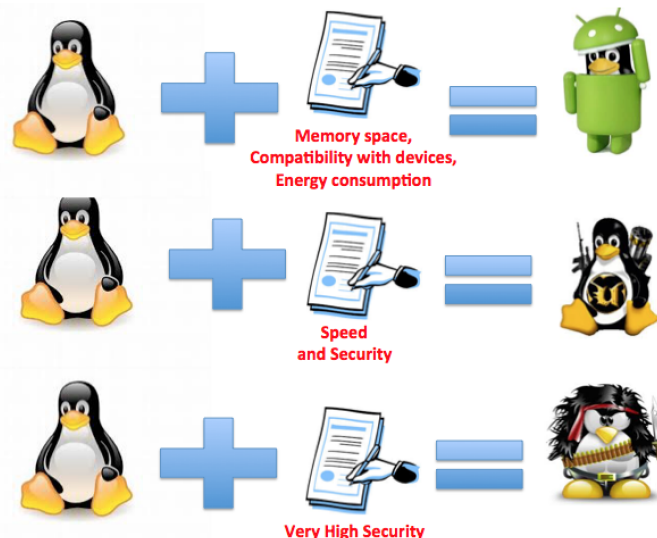 Memory space,
Compatibility with devices,
Energy consumption
Speed
and Security
Very High Security